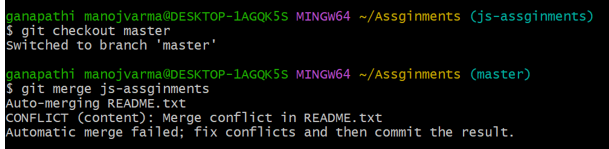 ganapathi manojvarma@DESKTOP-lAGQK5S MINGW64 ~/Assginments (js-assginments)
$ git checkout master
Switched to branch 'master'
ganapathi manojvarma@DESKTOP-lAGQK5S MINGW64 ~/Assginments (master)
$ git merge js-assginments
Auto-merging README.txt
CONFLICT (content): Merge conflict in README.txt
Automatic merge failed; fix conflicts and then commit the result.